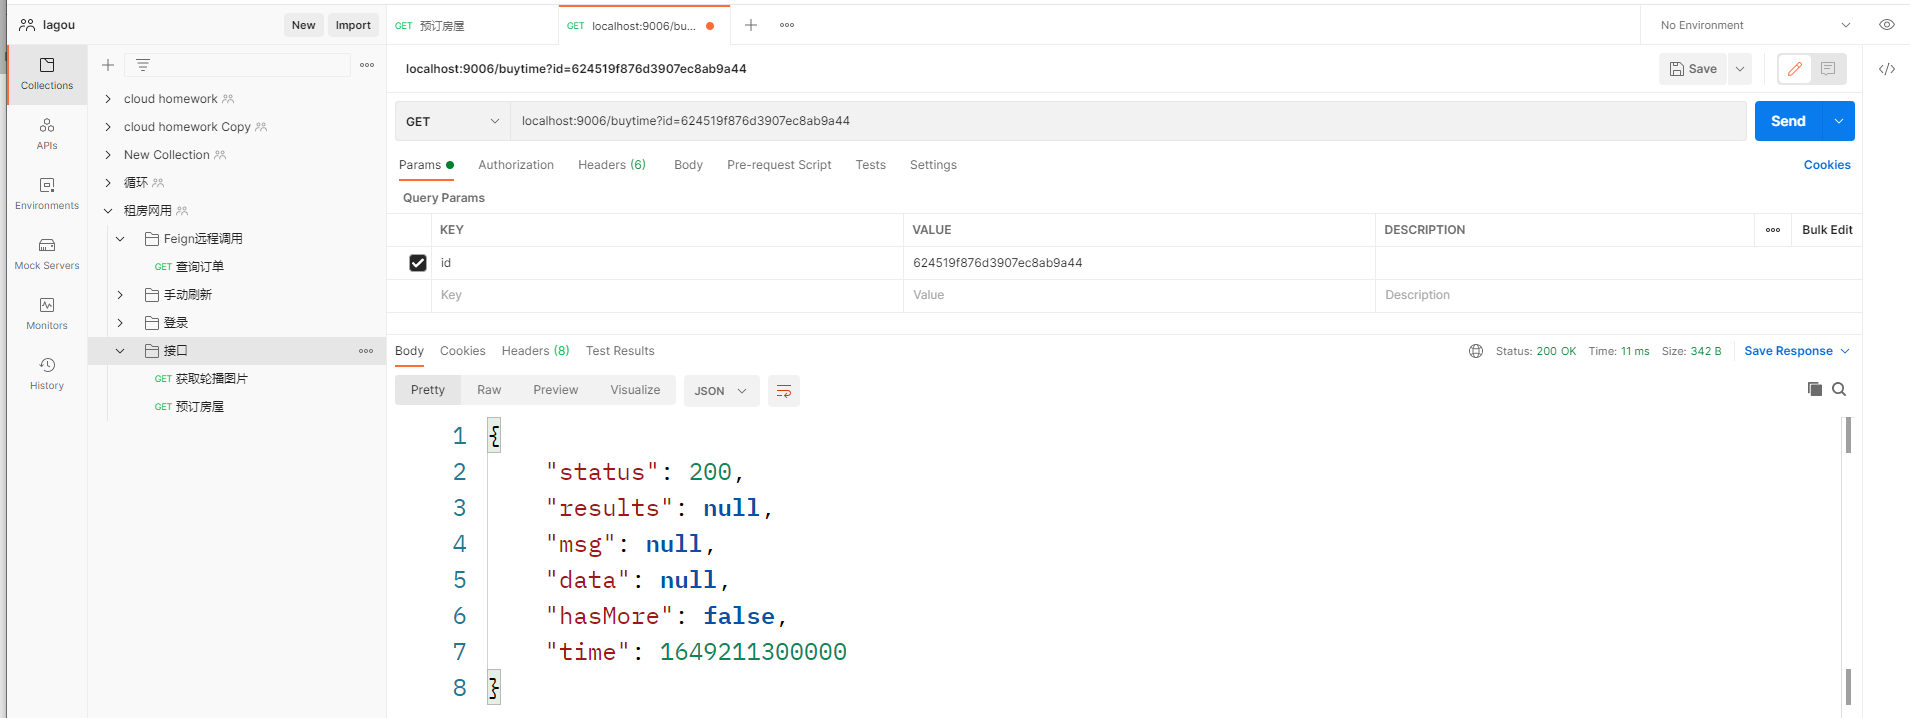 lagou
New
Import
GET 预订房屋
GET localhost:9006/bu...
No Environment
Collections
APIs
Environments
Mock Servers
Monitors
History
cloud homework
cloud homework Copy
New Collection
循环
租房网用
Feign远程调用
GET 查询订单
手动刷新
登录
接口
GET 获取轮播图片
GET 预订房屋
localhost:9006/buytime?id=624519f876d3907ec8ab9a44
Save
GET
localhost:9006/buytime?id=624519f876d3907ec8ab9a44
Send
Params
Authorization
Headers (6)
Body
Pre-request Script
Tests
Settings
Cookies
Query Params
KEY
VALUE
DESCRIPTION
Bulk Edit
id
624519f876d3907ec8ab9a44
Key
Value
Description
Body
Cookies
Headers (8)
Test Results
Status: 200 OK
Time: 11 ms
Size: 342 B
Save Response
Pretty
Raw
Preview
Visualize
JSON
1 {
2 "status": 200,
3 "results": null,
4 "msg": null,
5 "data": null,
6 "hasMore": false,
7 "time": 1649211300000
8 }